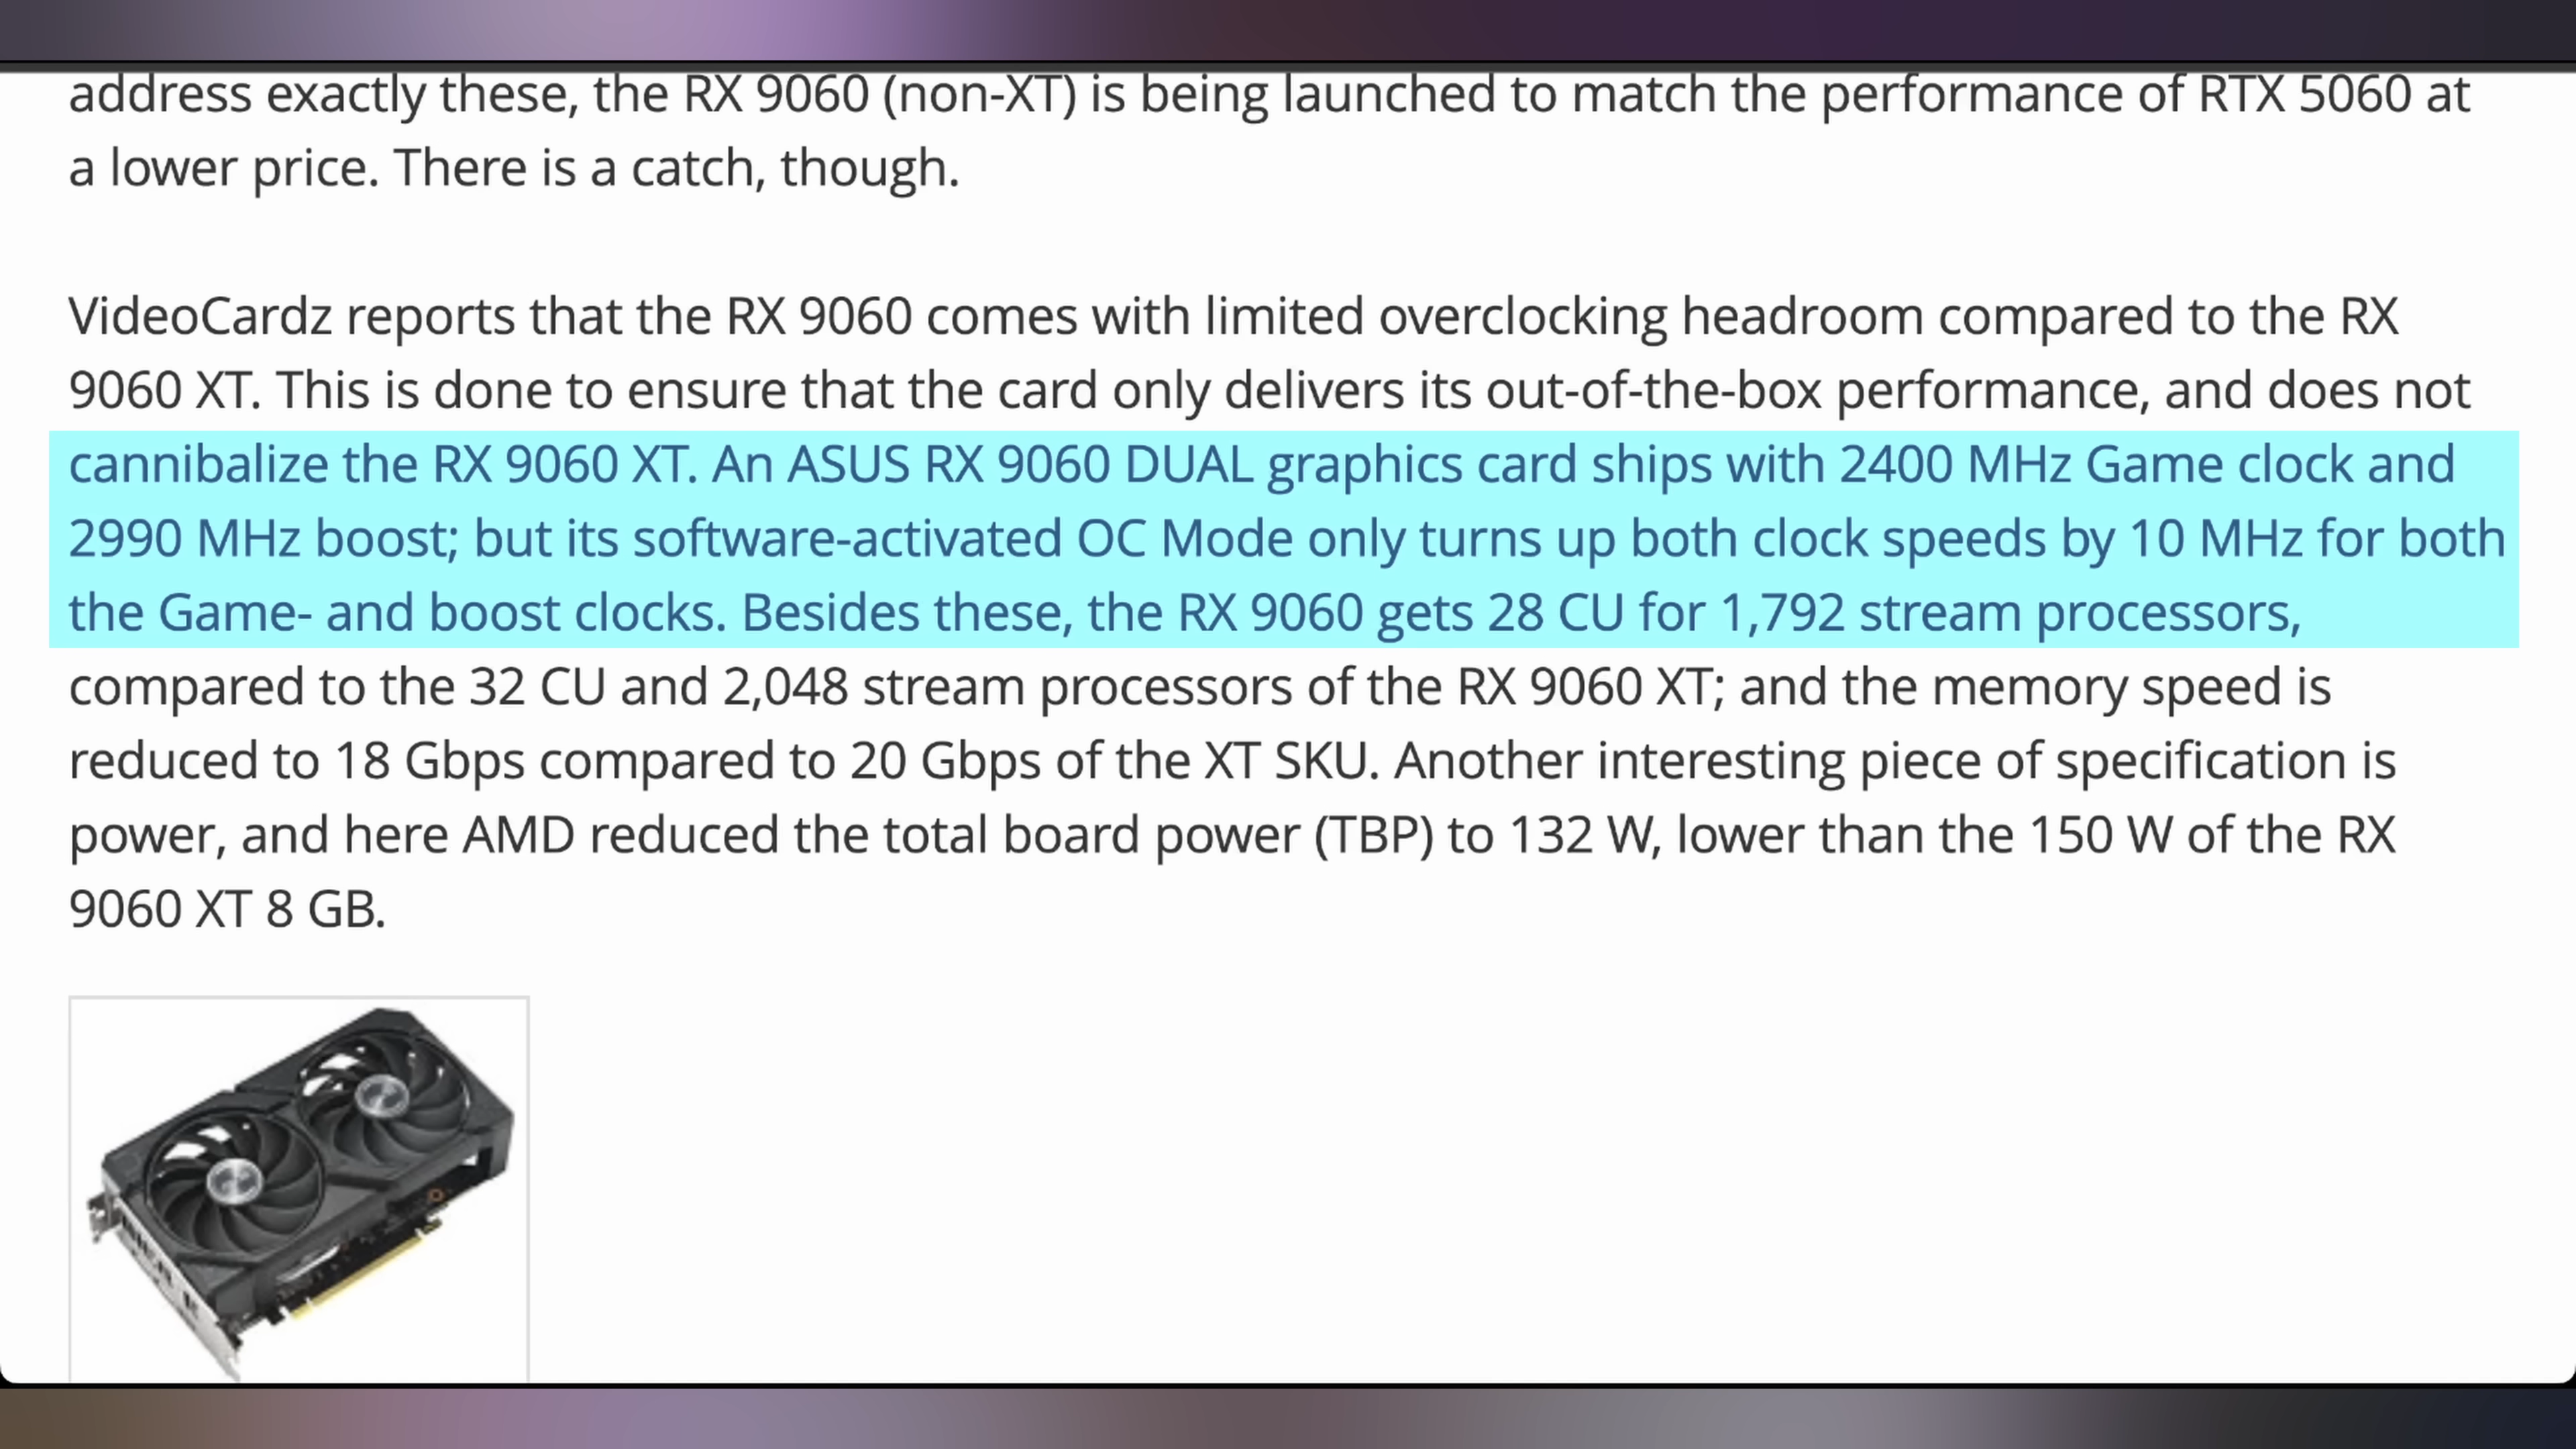 address exactly these, the RX 9060 (non-XT) is being launched to match the performance of RTX 5060 at
a lower price. There is a catch, though.
VideoCardz reports that the RX 9060 comes with limited overclocking headroom compared to the RX
9060 XT. This is done to ensure that the card only delivers its out-of-the-box performance, and does not
cannibalize the RX 9060 XT. An ASUS RX 9060 DUAL graphics card ships with 2400 MHz Game clock and
2990 MHz boost; but its software-activated OC Mode only turns up both clock speeds by 10 MHz for both
the Game- and boost clocks. Besides these, the RX 9060 gets 28 CU for 1,792 stream processors,
compared to the 32 CU and 2,048 stream processors of the RX 9060 XT; and the memory speed is
reduced to 18 Gbps compared to 20 Gbps of the XT SKU. Another interesting piece of specification is
power, and here AMD reduced the total board power (TBP) to 132 W, lower than the 150 W of the RX
9060 XT 8 GB.